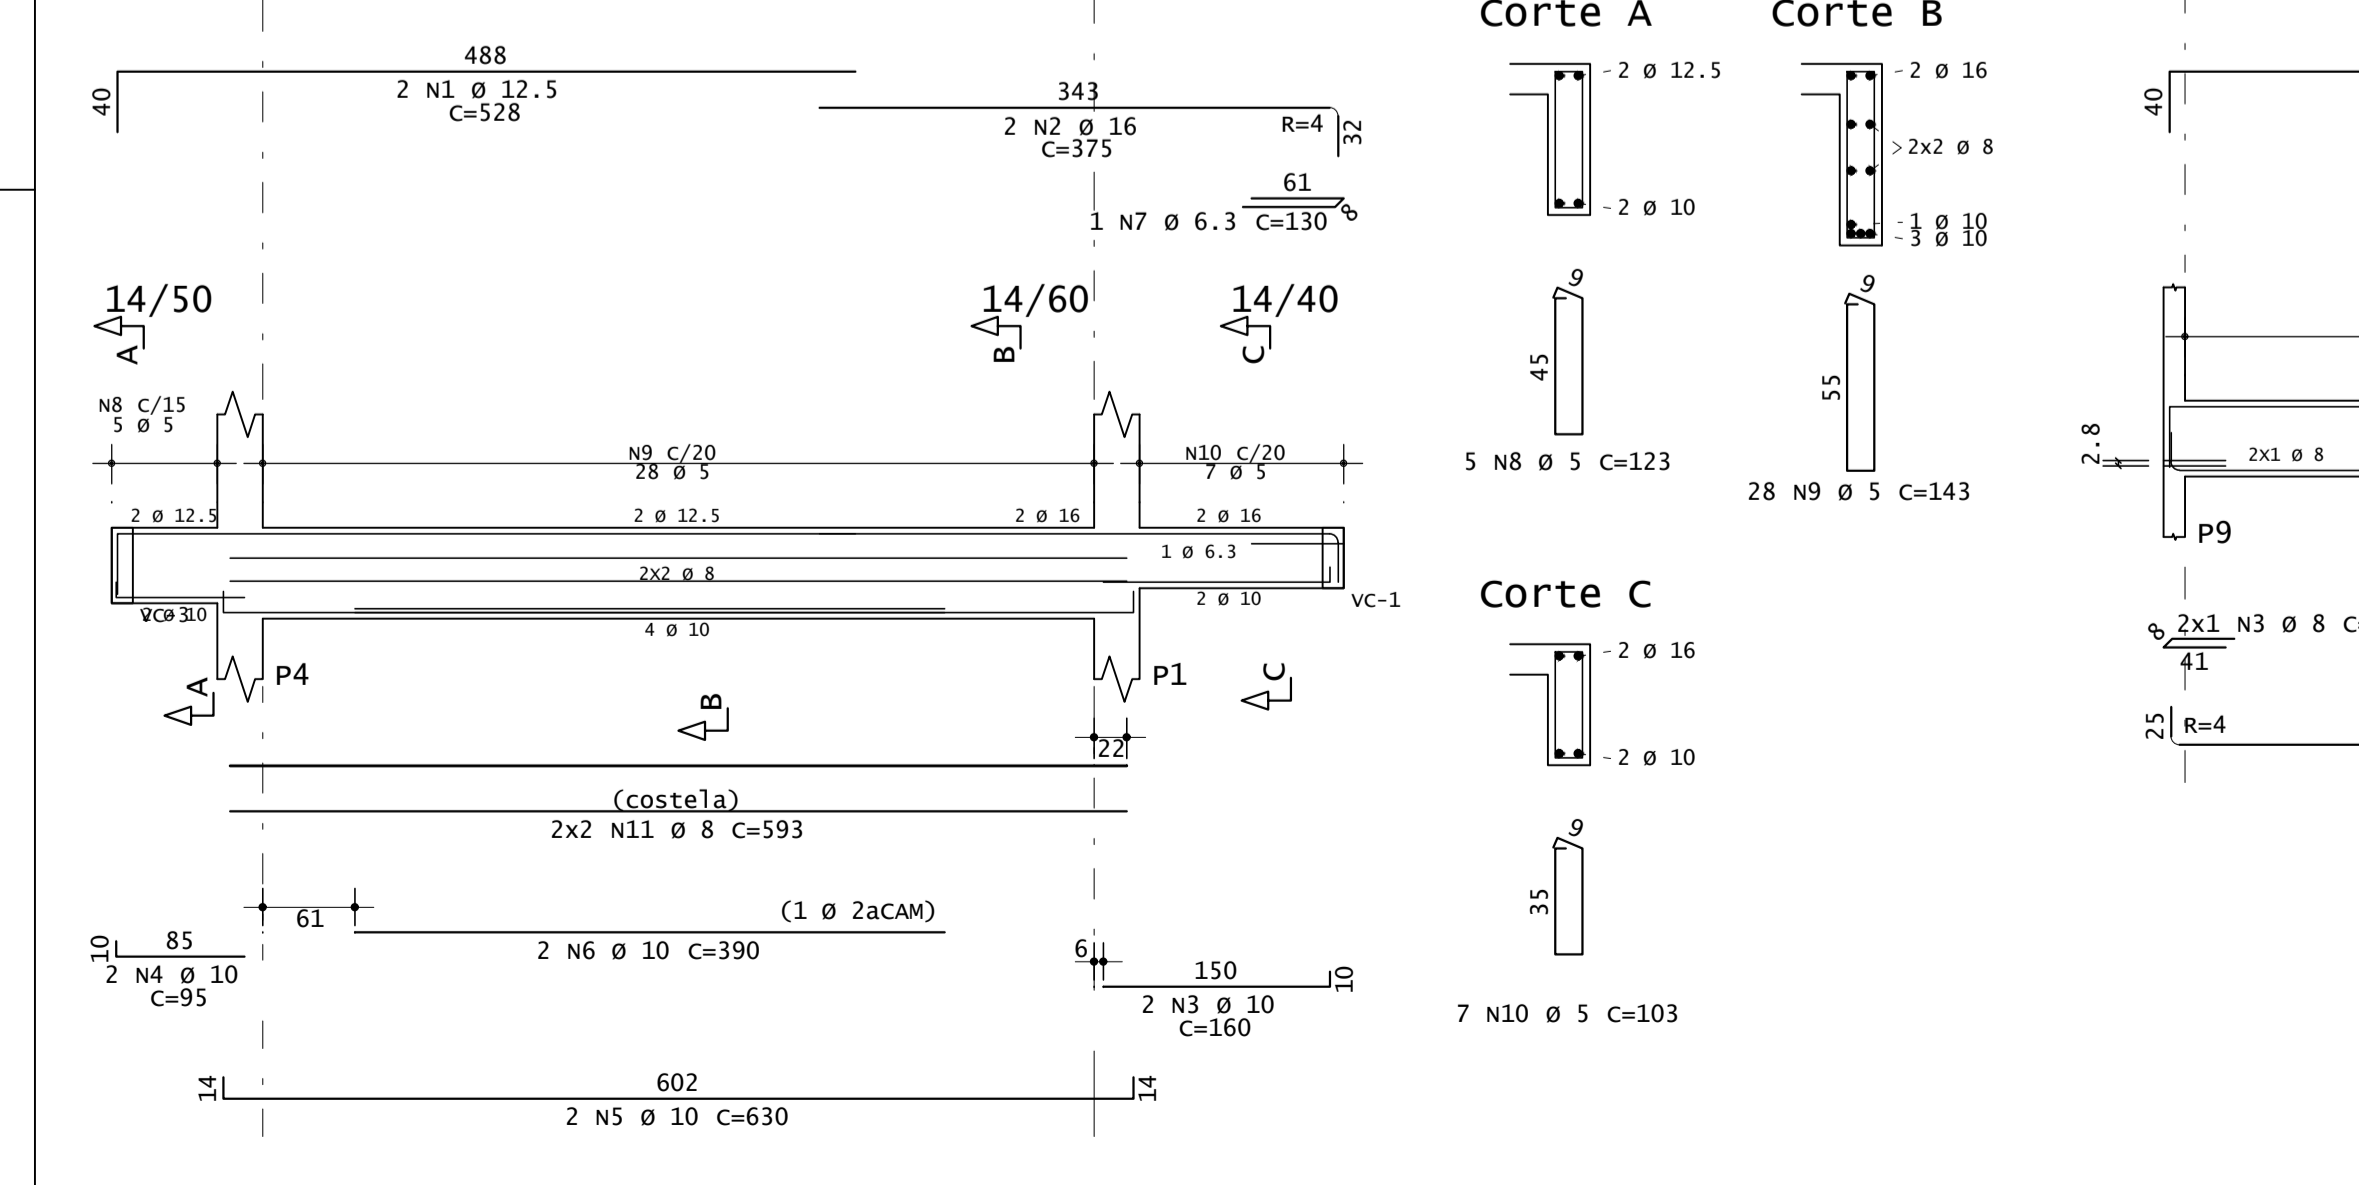 Corte A
Corte B
488
40
2 N1 Ø 12.5
C=528
343
2 N2 Ø 16
C=375
R=4
32
61
8
1 N7 Ø 6.3 C=130
2 Ø 12.5
2 Ø 10
2 Ø 16
2x2 Ø 8
1 Ø 10
3 Ø 10
40
14/50
14/60
14/40
A
B
C
9
45
5 N8 Ø 5 C=123
9
55
28 N9 Ø 5 C=143
N8 C/15
5 Ø 5
N9 C/20
28 Ø 5
N10 C/20
7 Ø 5
2 Ø 12.5
2 Ø 12.5
2 Ø 16
2 Ø 16
1 Ø 6.3
2x2 Ø 8
VC-3
2 Ø 10
4 Ø 10
2 Ø 10
VC-1
P4
P1
A
B
C
22
Corte C
2 Ø 16
2 Ø 10
9
35
7 N10 Ø 5 C=103
2.8
2x1 Ø 8
P9
8
2x1 N3 Ø 8 C=
41
25
R=4
(costela)
2x2 N11 Ø 8 C=593
61
(1 Ø 2aCAM)
2 N6 Ø 10 C=390
10
85
2 N4 Ø 10
C=95
6
150
10
2 N3 Ø 10
C=160
14
602
14
2 N5 Ø 10 C=630